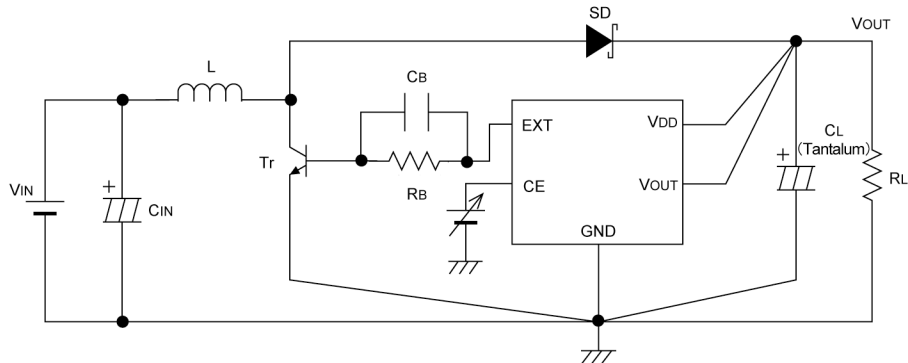 SD
VOUT
L
CB
EXT
VDD
CL
(Tantalum)
+
Tr
VIN
+
CIN
RB
CE
VOUT
RL
GND